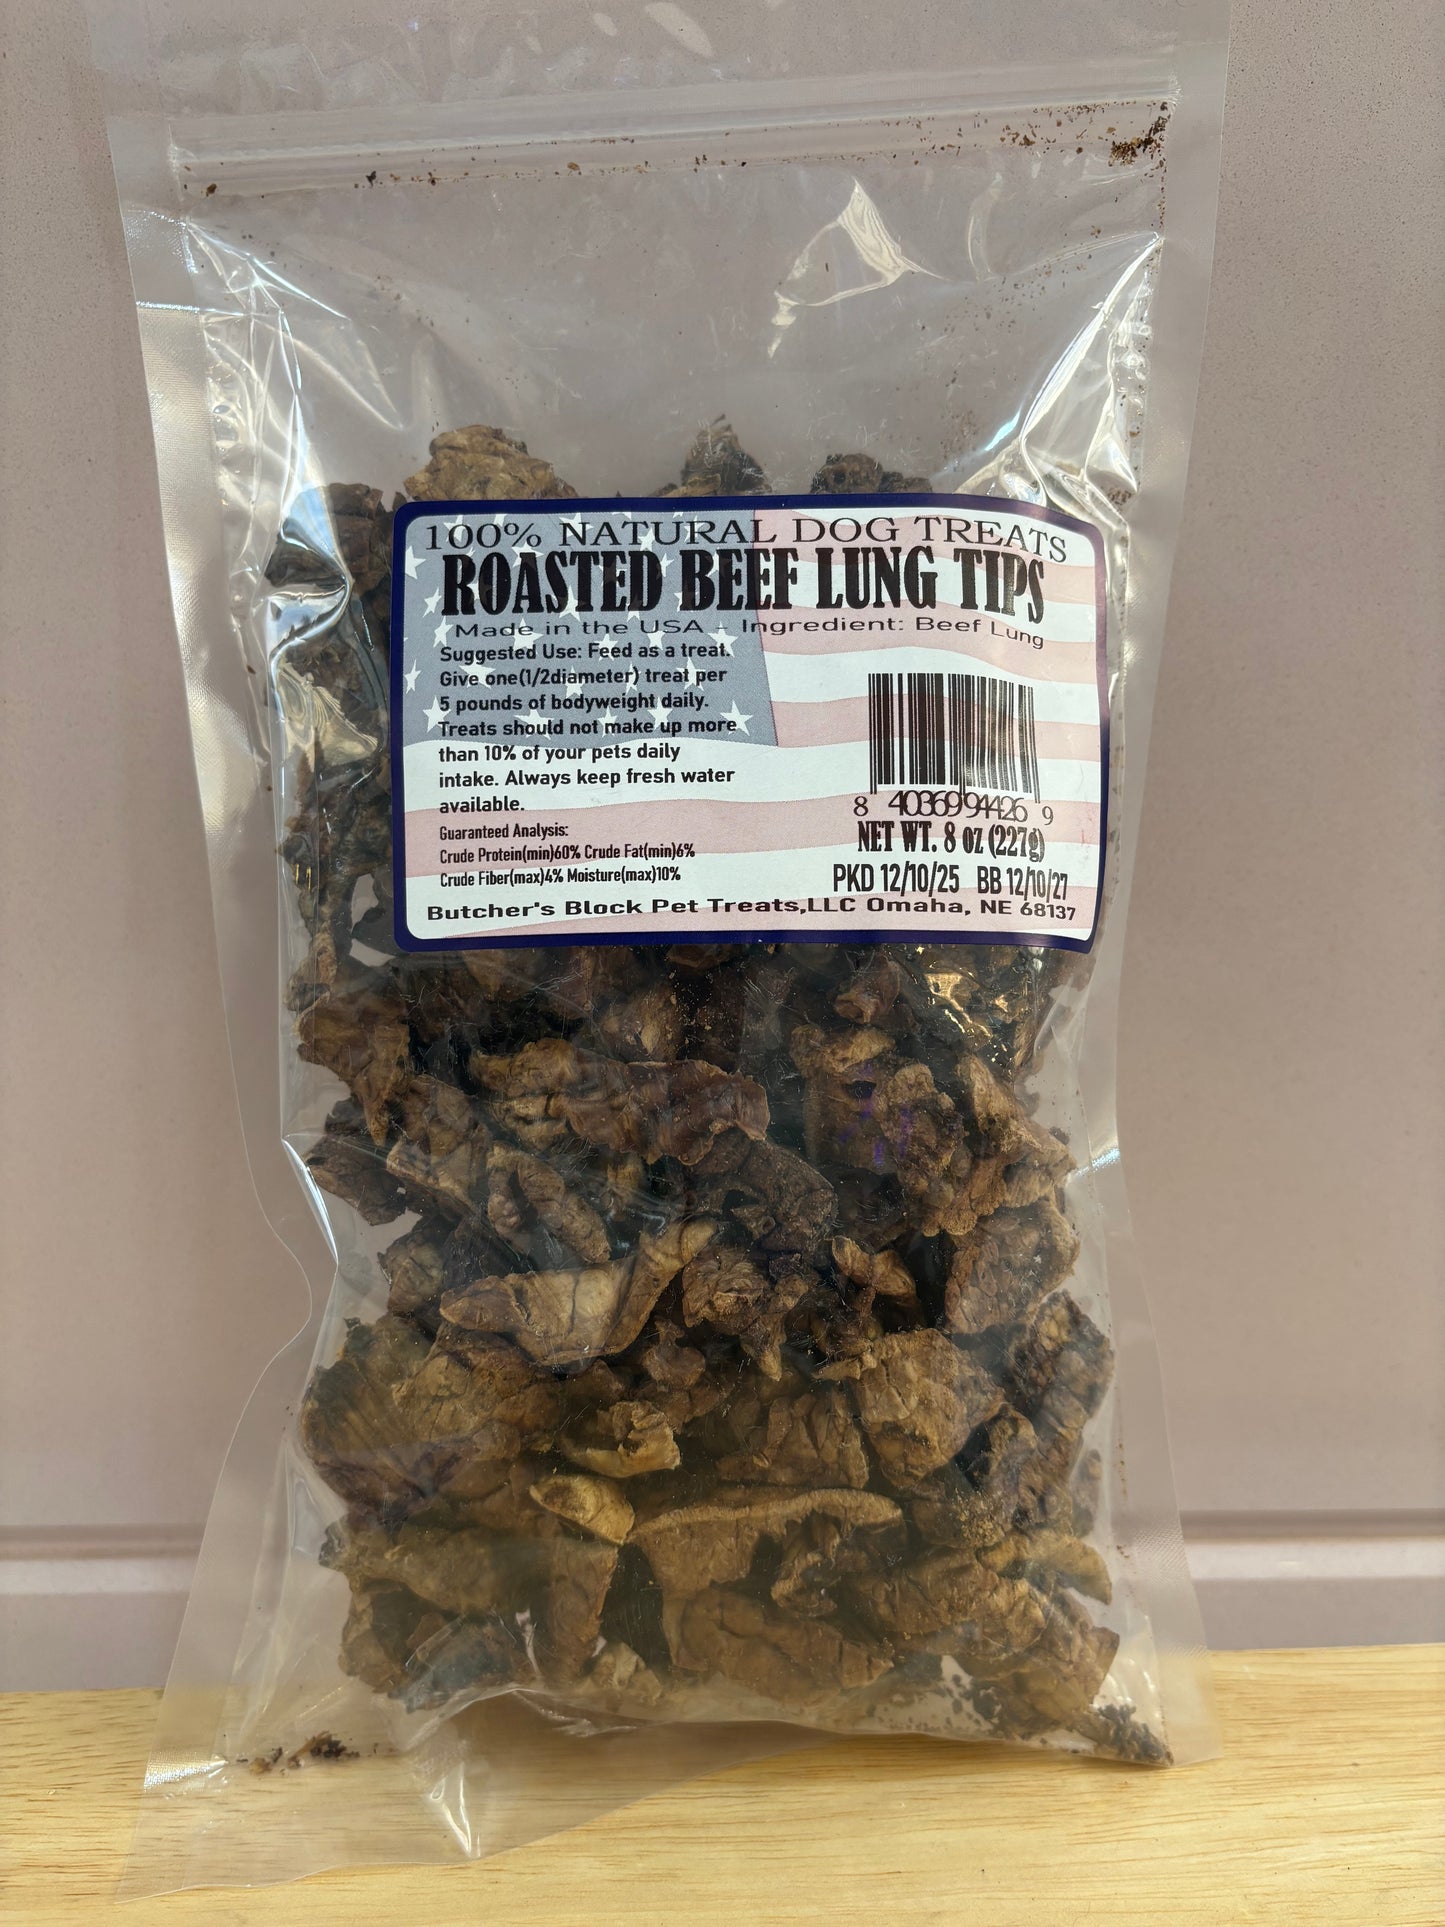 100% NATURAL DOG TREATS
ROASTED BEEF LUNG TIPS
Made in the USA - Ingredient: Beef Lung
Suggested Use: Feed as a treat.
Give one(1/2diameter) treat per
5 pounds of bodyweight daily.
Treats should not make up more
than 10% of your pets daily
intake. Always keep fresh water
available.
Guaranteed Analysis:
Crude Protein(min)60% Crude Fat(min)6%
Crude Fiber(max)4% Moisture(max)10%
8 40369 94426 9
NET WT. 8 OZ (227g)
PKD 12/10/25 BB 12/10/27
Butcher's Block Pet Treats,LLC Omaha, NE 68137